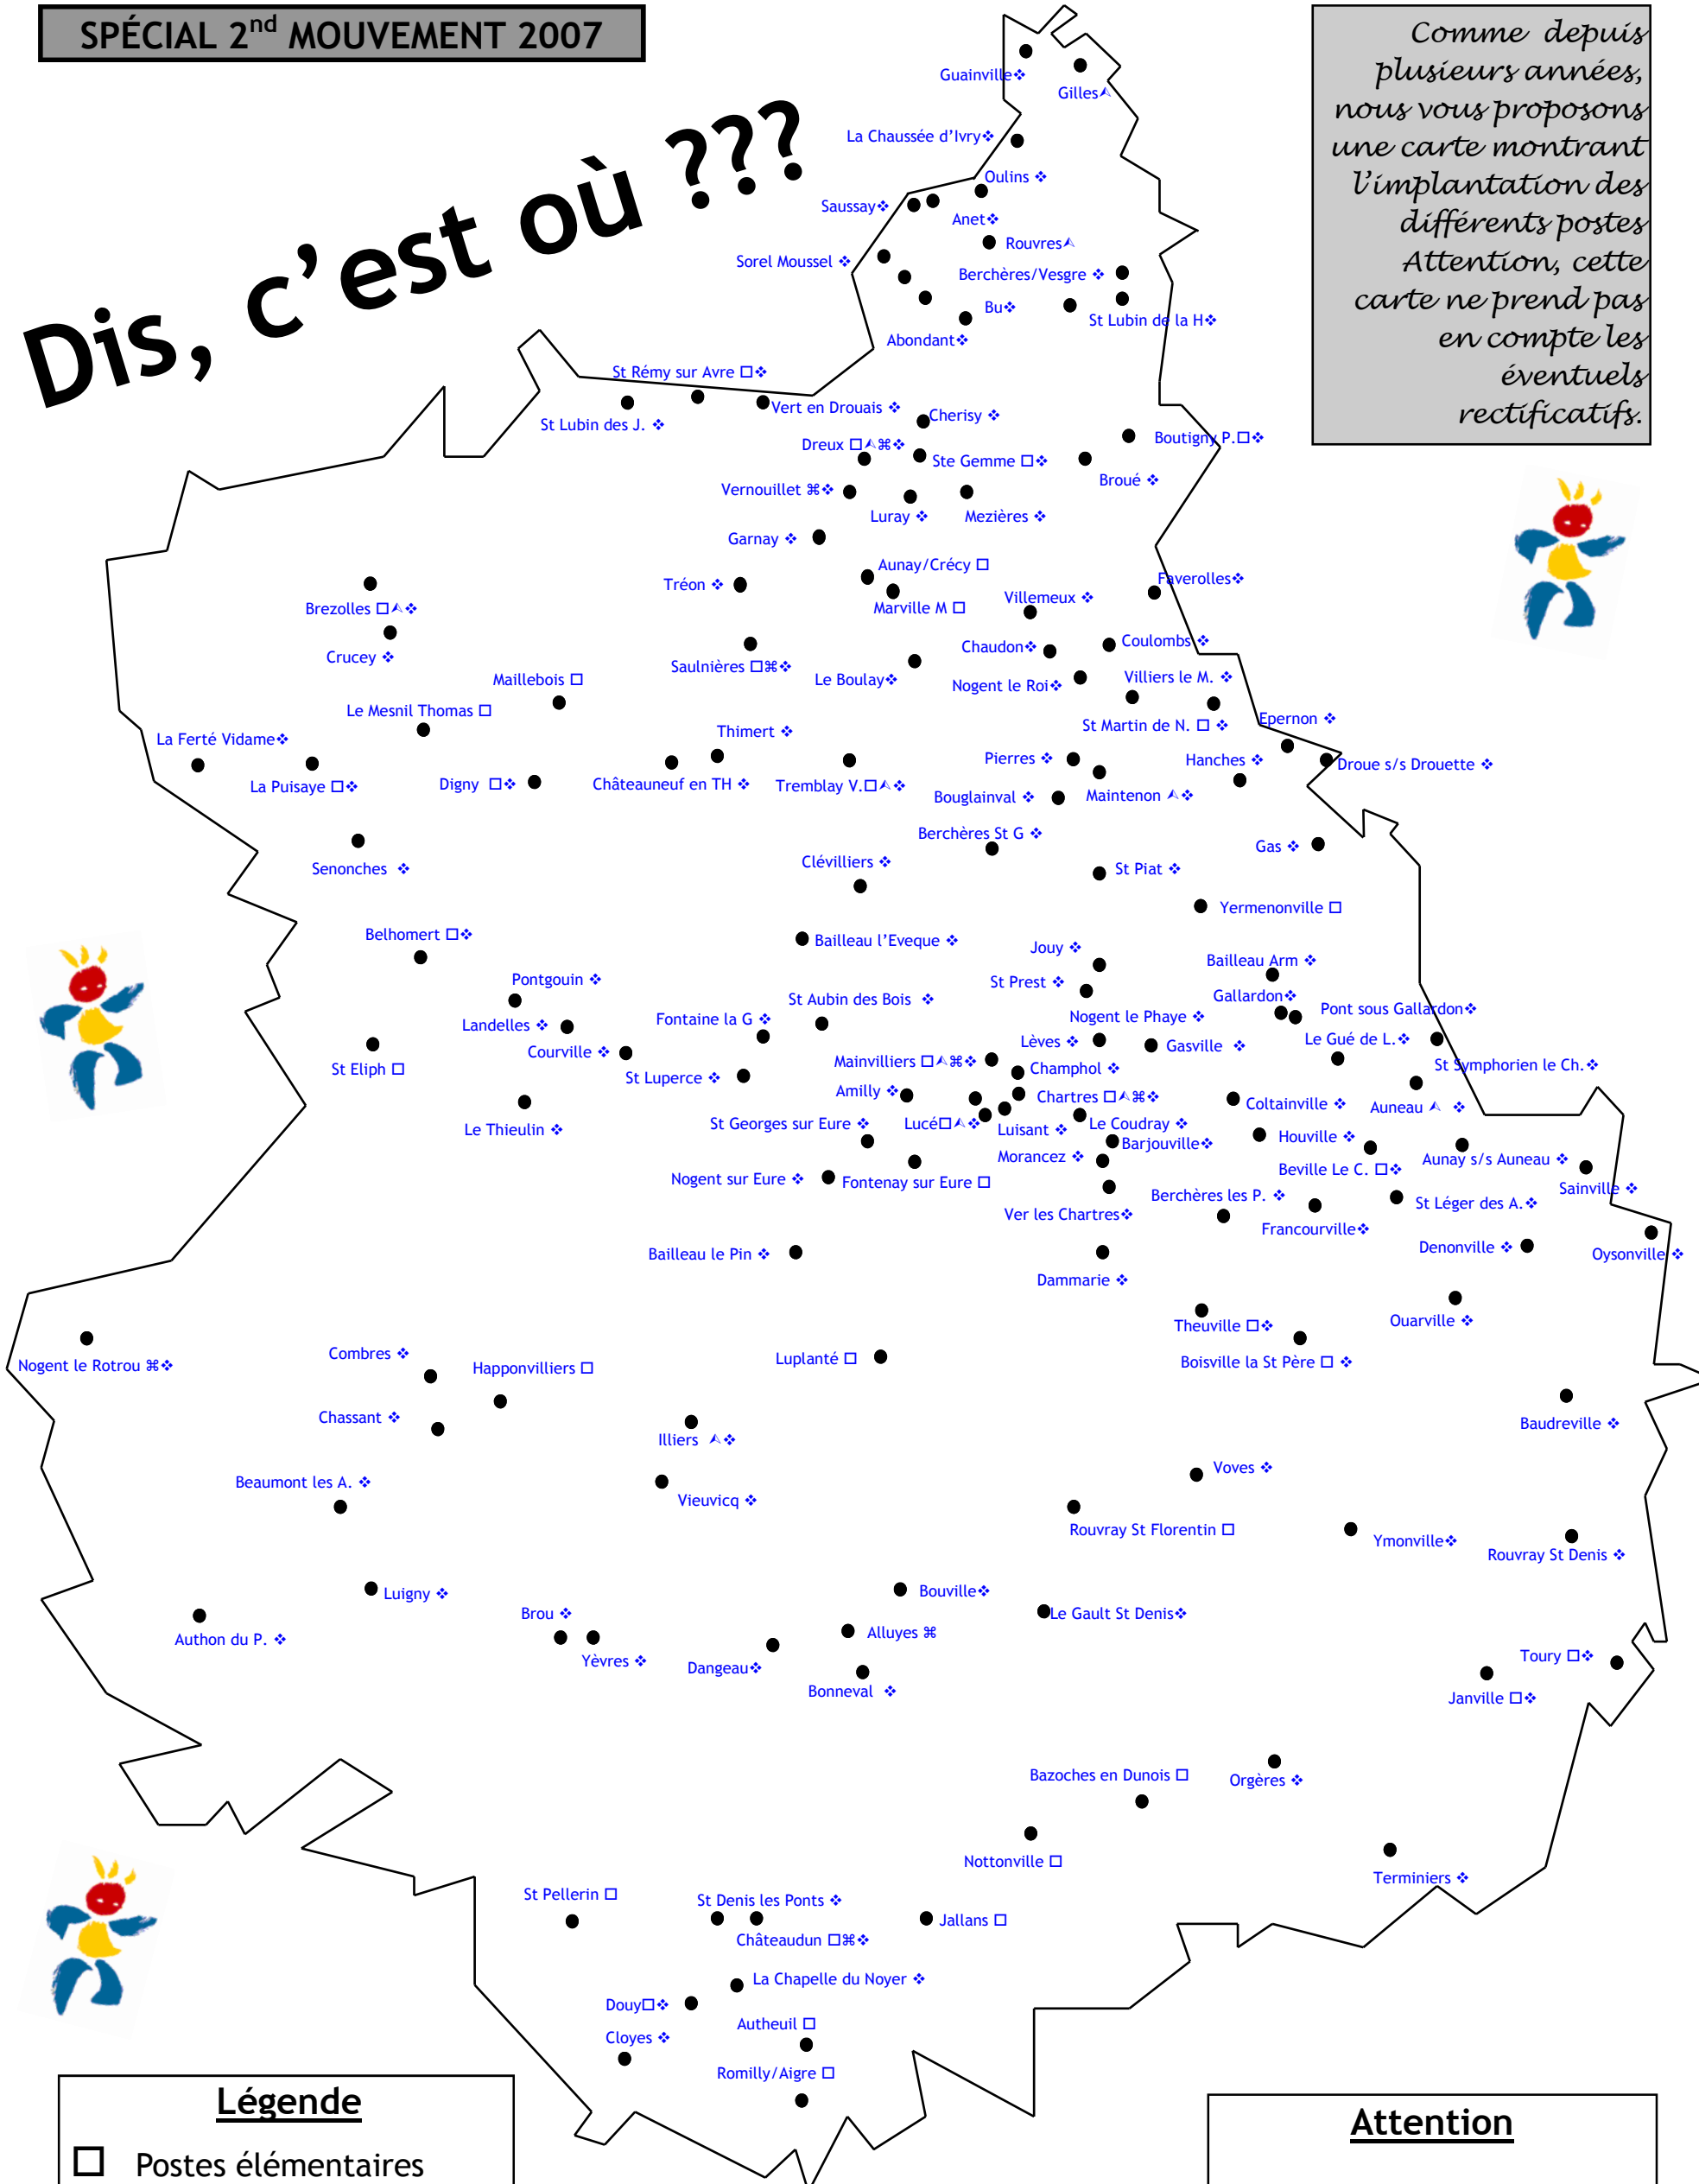 SPÉCIAL 2nd MOUVEMENT 2007
Comme depuis
plusieurs années,
nous vous proposons
une carte montrant
l'implantation des
différents postes
Attention, cette
carte ne prend pas
en compte les
éventuels
rectificatifs.
Dis, c'est où ???
Guainville❖
Gilles⮝
La Chaussée d'Ivry❖
Oulins ❖
Saussay❖
Anet❖
Rouvres⮝
Sorel Moussel ❖
Berchères/Vesgre ❖
Bu❖
St Lubin de la H❖
Abondant❖
St Rémy sur Avre □❖
Vert en Drouais ❖
Cherisy ❖
St Lubin des J. ❖
Dreux □⮝⌘❖
Boutigny P.□❖
Ste Gemme □❖
Broué ❖
Vernouillet ⌘❖
Luray ❖
Mezières ❖
Garnay ❖
Aunay/Crécy □
Faverolles❖
Tréon ❖
Villemeux ❖
Brezolles □⮝❖
Marville M □
Chaudon❖
Coulombs ❖
Crucey ❖
Saulnières □⌘❖
Maillebois □
Le Boulay❖
Nogent le Roi❖
Villiers le M. ❖
Le Mesnil Thomas □
St Martin de N. □ ❖
Epernon ❖
Thimert ❖
La Ferté Vidame❖
Pierres ❖
Hanches ❖
Droue s/s Drouette ❖
La Puisaye □❖
Digny □❖
Châteauneuf en TH ❖
Tremblay V.□⮝❖
Bouglainval ❖
Maintenon ⮝❖
Berchères St G ❖
Gas ❖
Senonches ❖
Clévilliers ❖
St Piat ❖
Yermenonville □
Belhomert □❖
Bailleau l'Eveque ❖
Jouy ❖
Bailleau Arm ❖
Pontgouin ❖
St Prest ❖
Gallardon❖
St Aubin des Bois ❖
Pont sous Gallardon❖
Fontaine la G ❖
Nogent le Phaye ❖
Landelles ❖
Lèves ❖
Gasville ❖
Le Gué de L.❖
Courville ❖
Mainvilliers □⮝⌘❖
Champhol ❖
St Symphorien le Ch.❖
St Eliph □
St Luperce ❖
Amilly ❖
Chartres □⮝⌘❖
Coltainville ❖
Auneau ⮝ ❖
Le Thieulin ❖
St Georges sur Eure ❖
Lucé□⮝❖
Luisant ❖
Le Coudray ❖
Houville ❖
Barjouville❖
Morancez ❖
Beville Le C. □❖
Aunay s/s Auneau ❖
Nogent sur Eure ❖
Fontenay sur Eure □
Berchères les P. ❖
Sainville ❖
St Léger des A.❖
Ver les Chartres❖
Francourville❖
Bailleau le Pin ❖
Denonville ❖
Oysonville ❖
Dammarie ❖
Theuville □❖
Ouarville ❖
Nogent le Rotrou ⌘❖
Combres ❖
Happonvilliers □
Luplanté □
Boisville la St Père □ ❖
Chassant ❖
Baudreville ❖
Illiers ⮝❖
Beaumont les A. ❖
Voves ❖
Vieuvicq ❖
Rouvray St Florentin □
Ymonville❖
Rouvray St Denis ❖
Luigny ❖
Bouville❖
Brou ❖
Le Gault St Denis❖
Authon du P. ❖
Alluyes ⌘
Yèvres ❖
Dangeau❖
Toury □❖
Bonneval ❖
Janville □❖
Bazoches en Dunois □
Orgères ❖
Nottonville □
Terminiers ❖
St Pellerin □
St Denis les Ponts ❖
Jallans □
Châteaudun □⌘❖
La Chapelle du Noyer ❖
Douy□❖
Autheuil □
Cloyes ❖
Romilly/Aigre □
Légende
□ Postes élémentaires
Attention